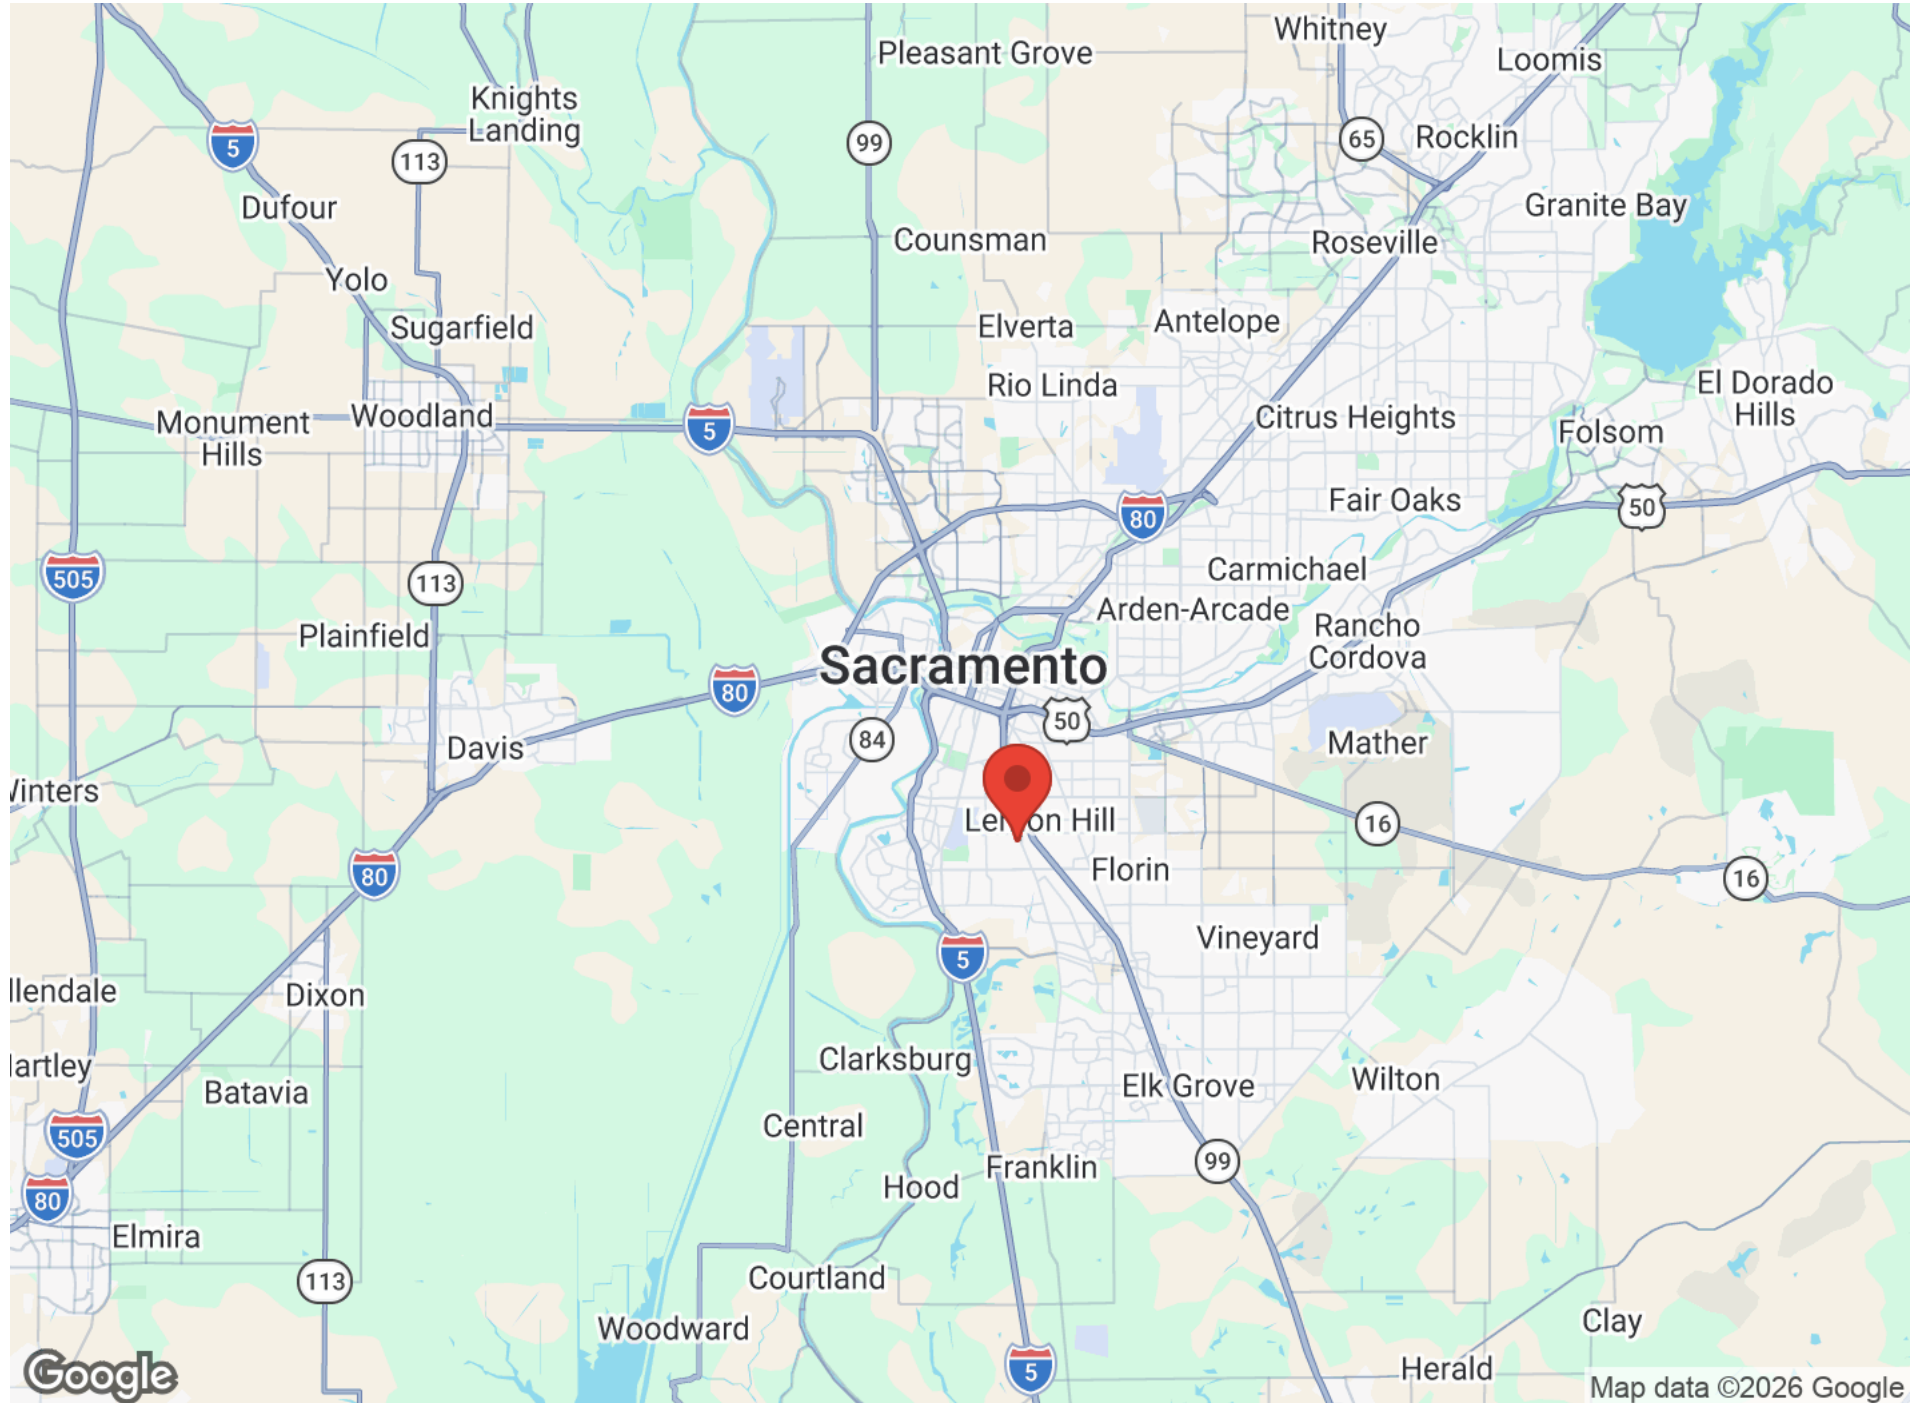 Whitney
Pleasant Grove
Loomis
Knights
Landing
5
113
99
65
Rocklin
Dufour
Granite Bay
Counsman
Roseville
Yolo
Sugarfield
Elverta
Antelope
Rio Linda
El Dorado
Hills
Monument
Hills
Woodland
5
Citrus Heights
Folsom
80
Fair Oaks
50
505
113
Carmichael
Arden-Arcade
Plainfield
Rancho
Cordova
Sacramento
80
50
84
Davis
Mather
Winters
Lemon Hill
16
80
Florin
16
Vineyard
5
llendale
Dixon
Clarksburg
lartley
Batavia
Elk Grove
Wilton
505
Central
99
Franklin
80
Hood
Elmira
113
Courtland
Woodward
Clay
5
Herald
Google
Map data ©2026 Google